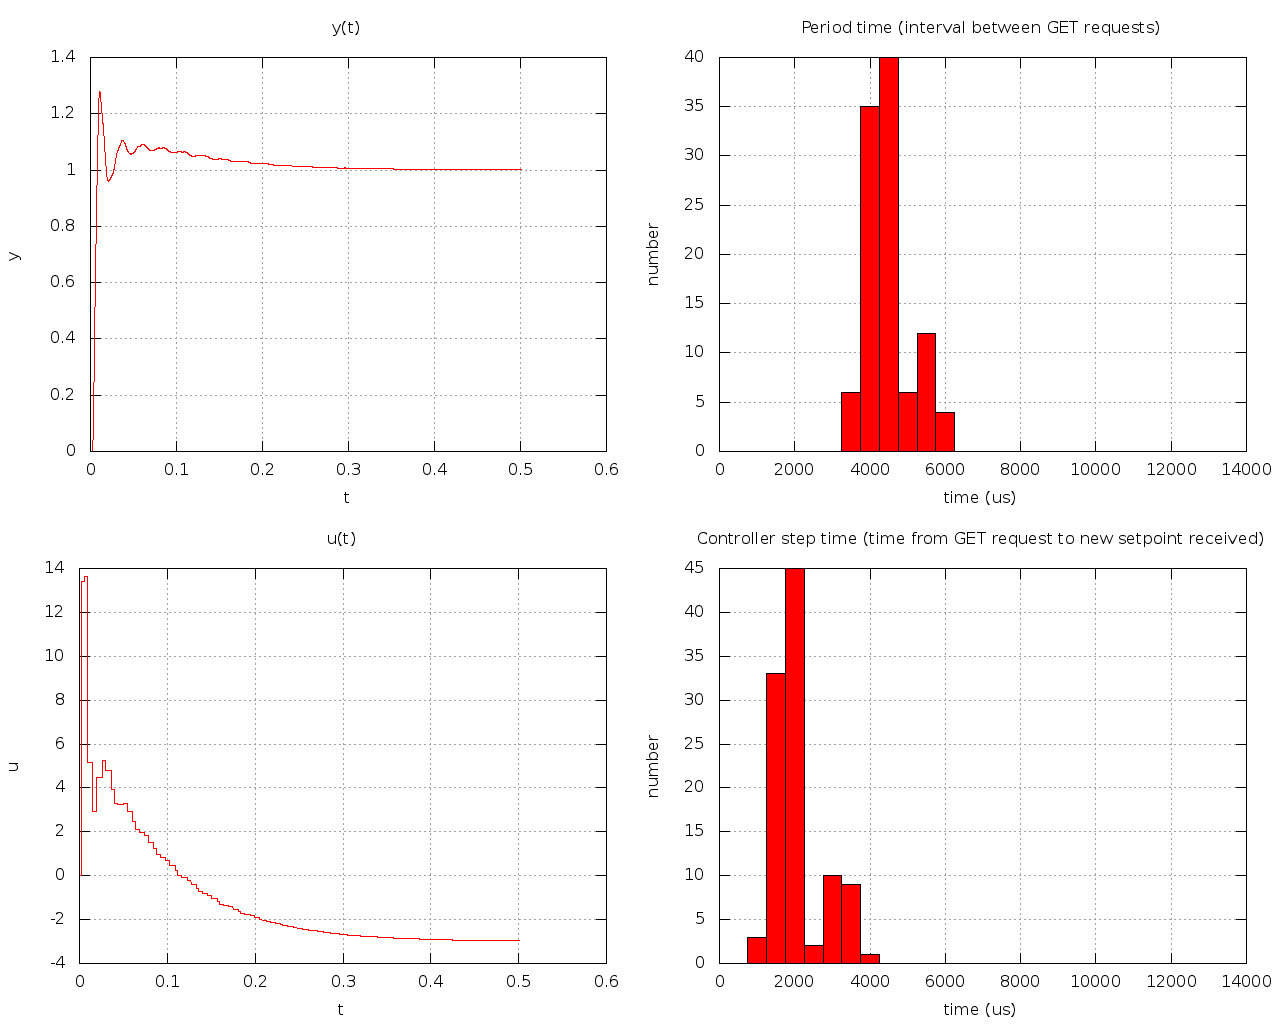 y(t)
1.4
1.2
1
0.8
0.6
0.4
0.2
0
y
0 0.1 0.2 0.3 0.4 0.5 0.6
t
Period time (interval between GET requests)
40
35
30
25
20
15
10
5
0
number
0 2000 4000 6000 8000 10000 12000 14000
time (us)
u(t)
14
12
10
8
6
4
2
0
-2
-4
u
0 0.1 0.2 0.3 0.4 0.5 0.6
t
Controller step time (time from GET request to new setpoint received)
45
40
35
30
25
20
15
10
5
0
number
0 2000 4000 6000 8000 10000 12000 14000
time (us)